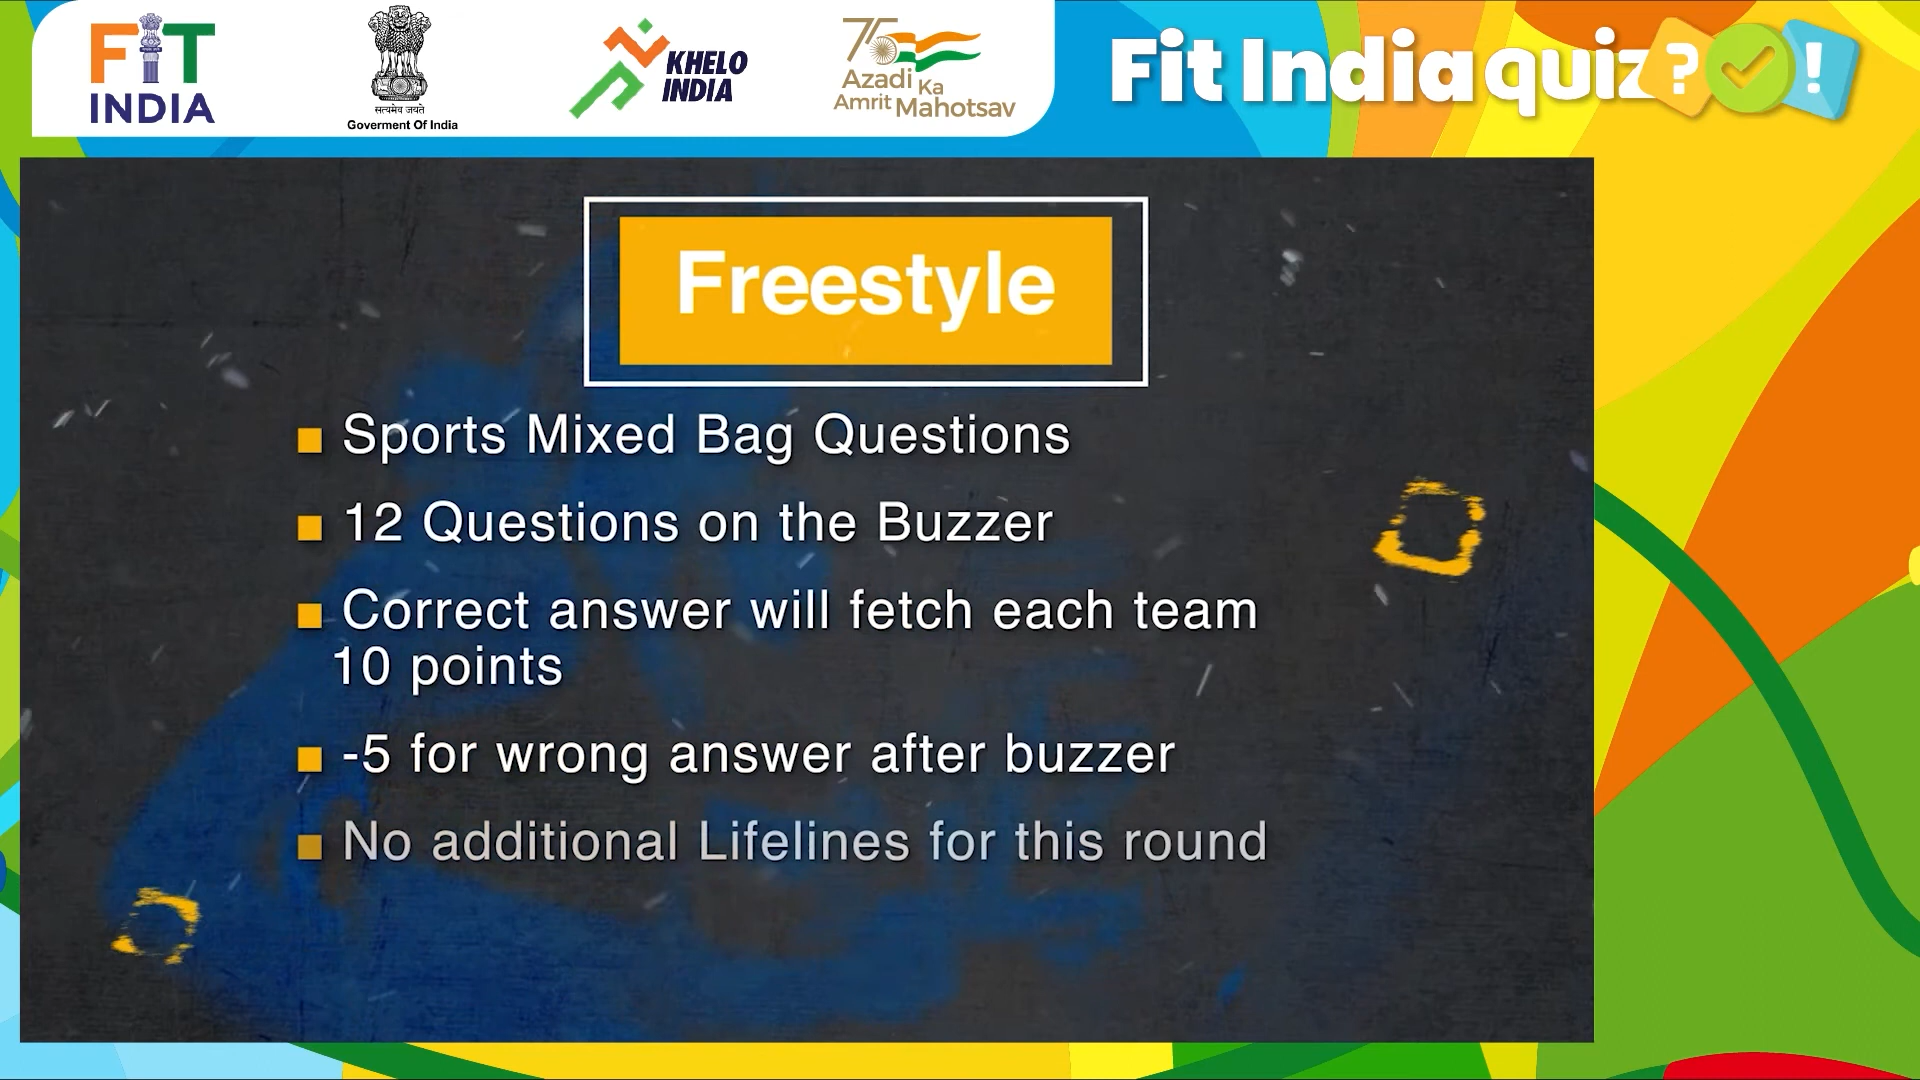 FIT
INDIA
सत्यमेव जयते
Goverment Of India
KHELO
INDIA
75
Azadi Ka
Amrit Mahotsav
Fit India quiz ? !
Freestyle
Sports Mixed Bag Questions
12 Questions on the Buzzer
Correct answer will fetch each team
10 points
-5 for wrong answer after buzzer
No additional Lifelines for this round